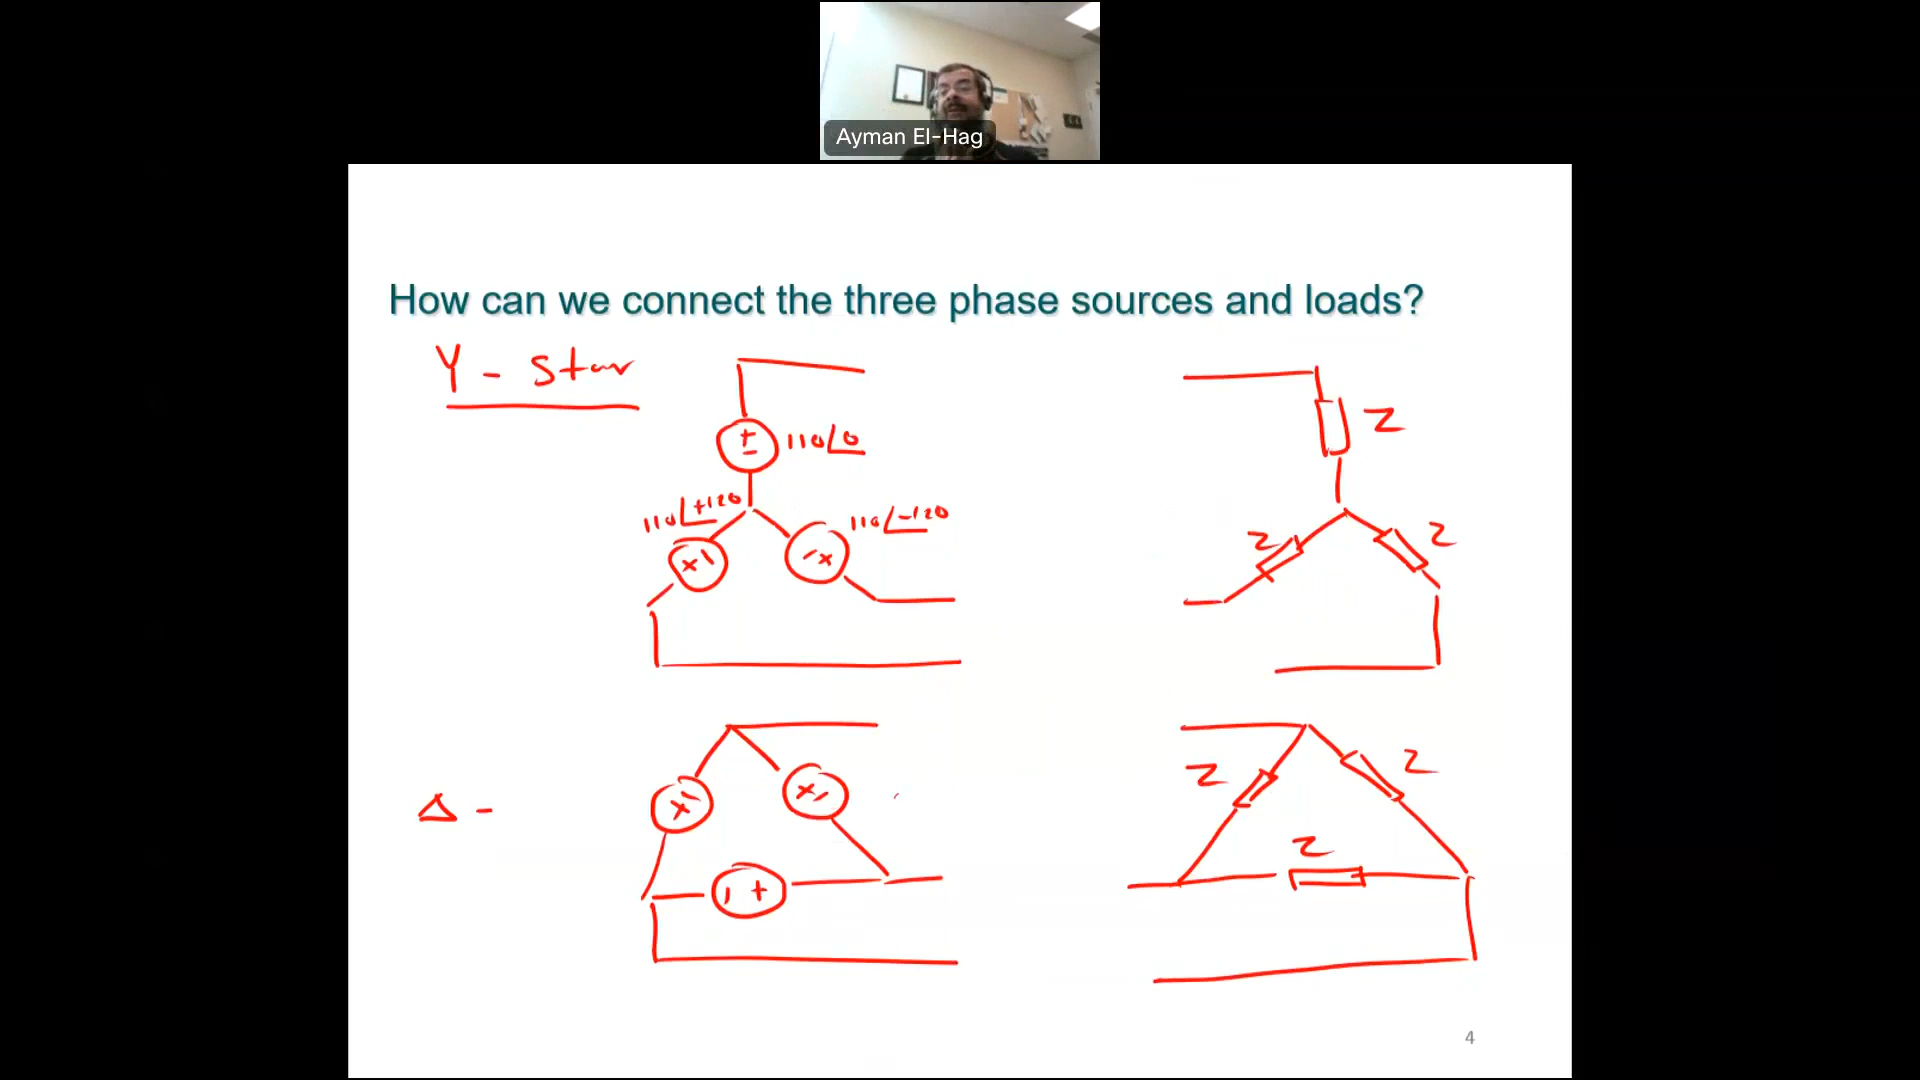 Ayman El-Hag
How can we connect the three phase sources and loads?
Y - Star
+
-
110∠0
Z
110∠+120
110∠-120
+ -
- +
Z
Z
Δ -
+ -
+ -
Z
Z
- +
Z
4